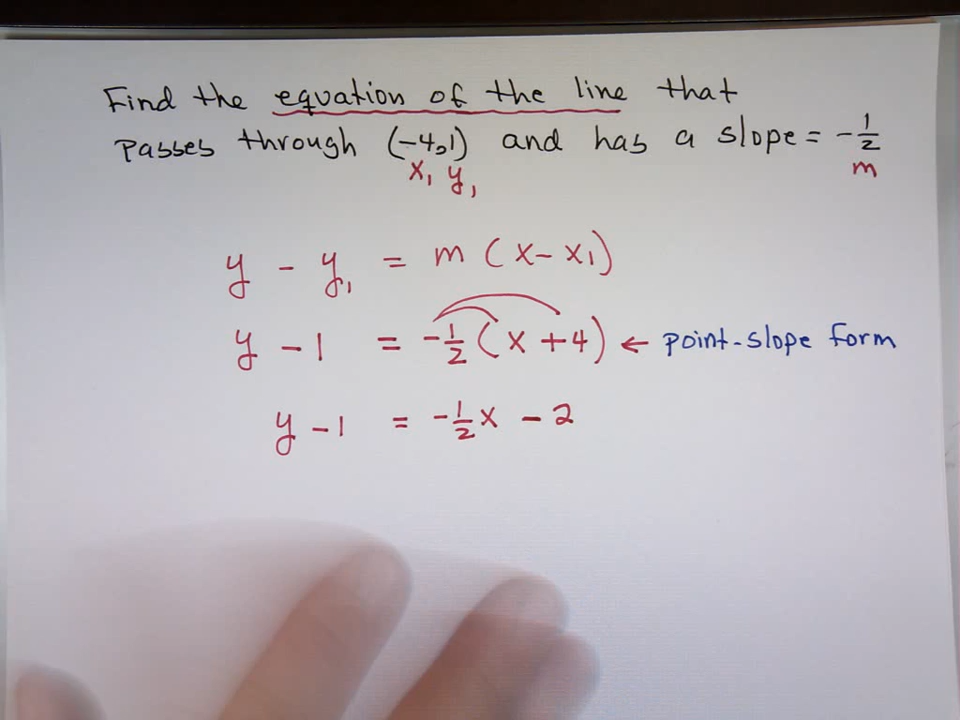 Find the equation of the line that
passes through (-4,1) and has a slope = -1/2
x₁ y₁ m
y - y₁ = m (x - x₁)
y - 1 = -1/2 (x + 4) ← point-slope form
y - 1 = -1/2 x - 2